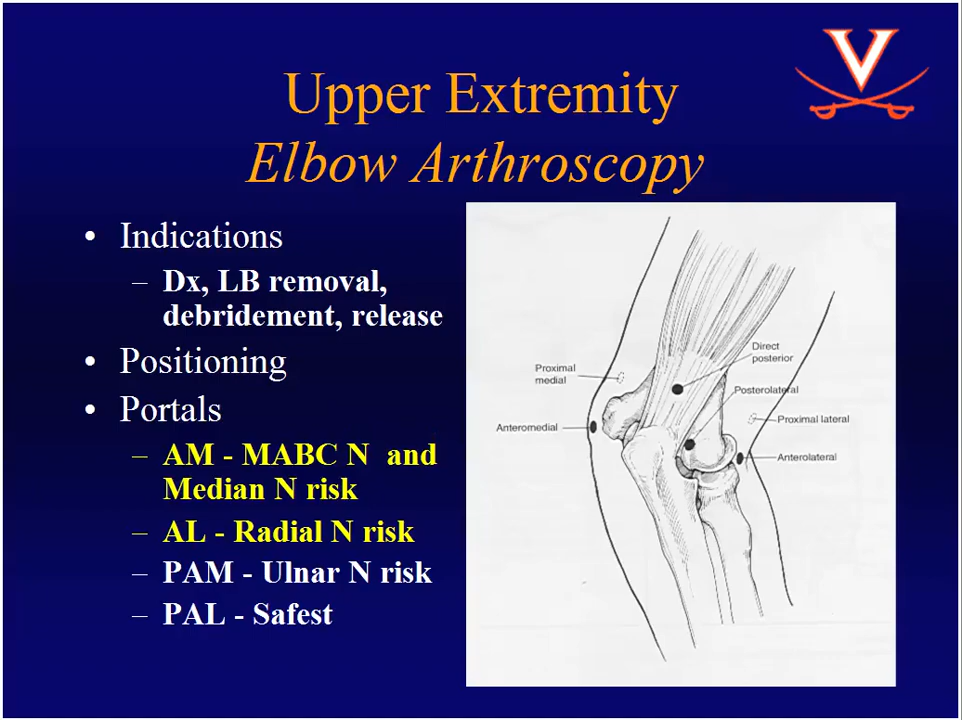 Upper Extremity
Elbow Arthroscopy
• Indications
– Dx, LB removal,
debridement, release
• Positioning
• Portals
– AM - MABC N and
Median N risk
– AL - Radial N risk
– PAM - Ulnar N risk
– PAL - Safest
Direct
posterior
Proximal
medial
Posterolateral
Proximal lateral
Anteromedial
Anterolateral
V